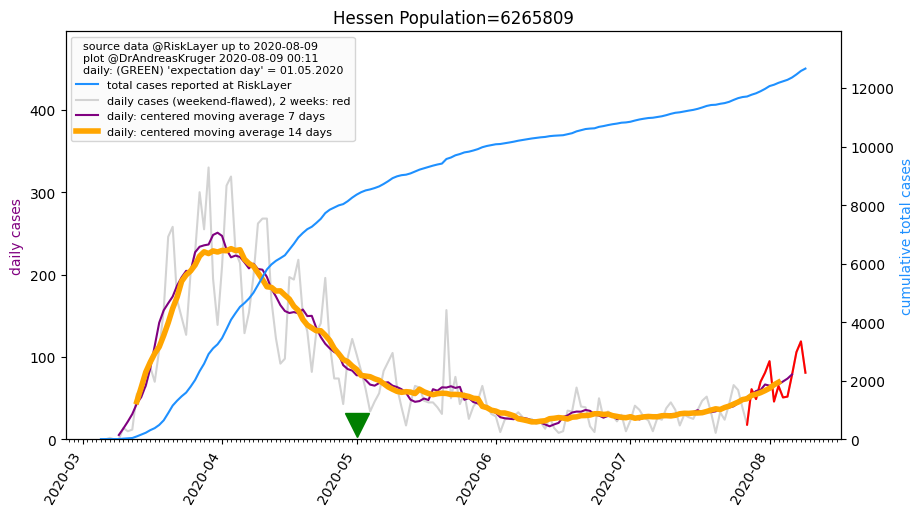 Hessen Population=6265809
source data @RiskLayer up to 2020-08-09
plot @DrAndreasKruger 2020-08-09 00:11
daily: (GREEN) 'expectation day' = 01.05.2020
total cases reported at RiskLayer
daily cases (weekend-flawed), 2 weeks: red
daily: centered moving average 7 days
daily: centered moving average 14 days
daily cases
400
300
200
100
0
cumulative total cases
12000
10000
8000
6000
4000
2000
0
2020-03
2020-04
2020-05
2020-06
2020-07
2020-08